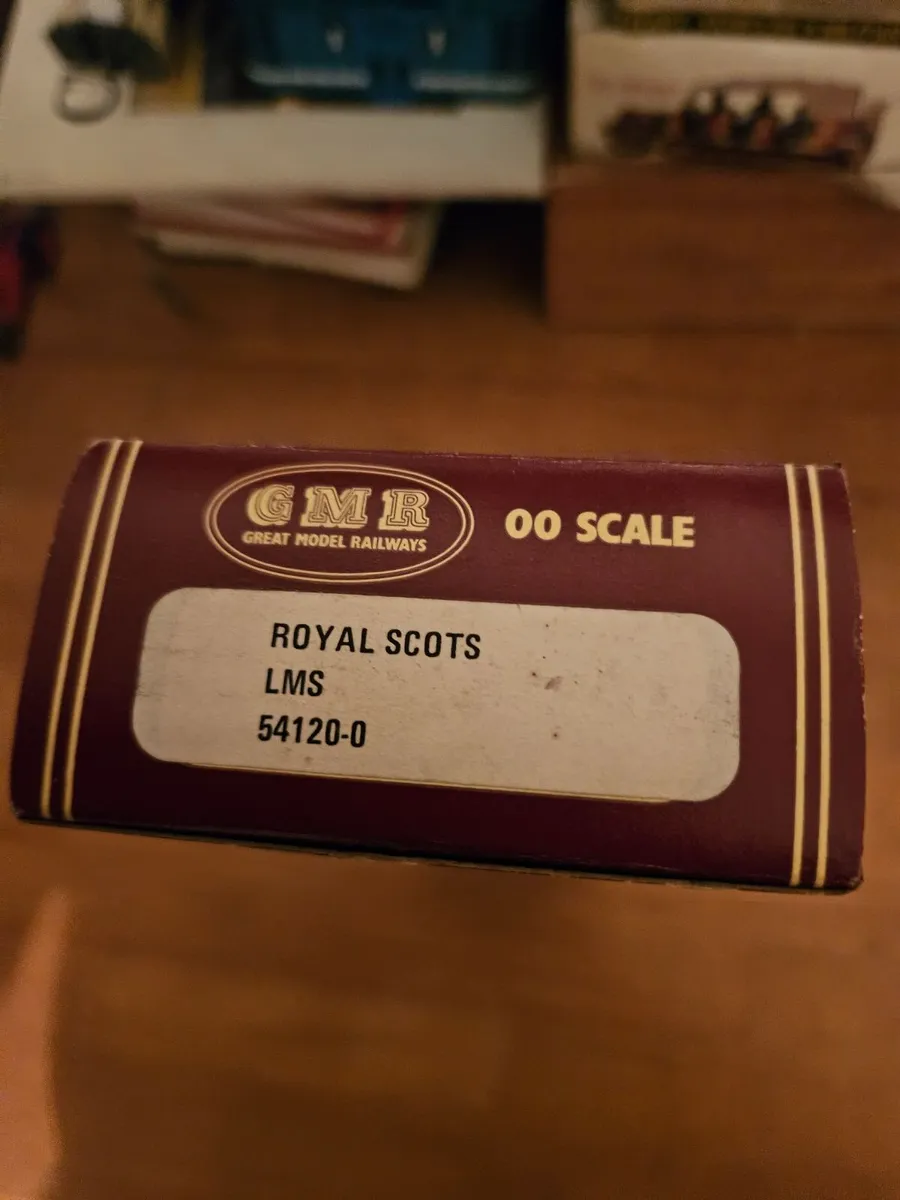 GMR
GREAT MODEL RAILWAYS
00 SCALE
ROYAL SCOTS
LMS
54120-0